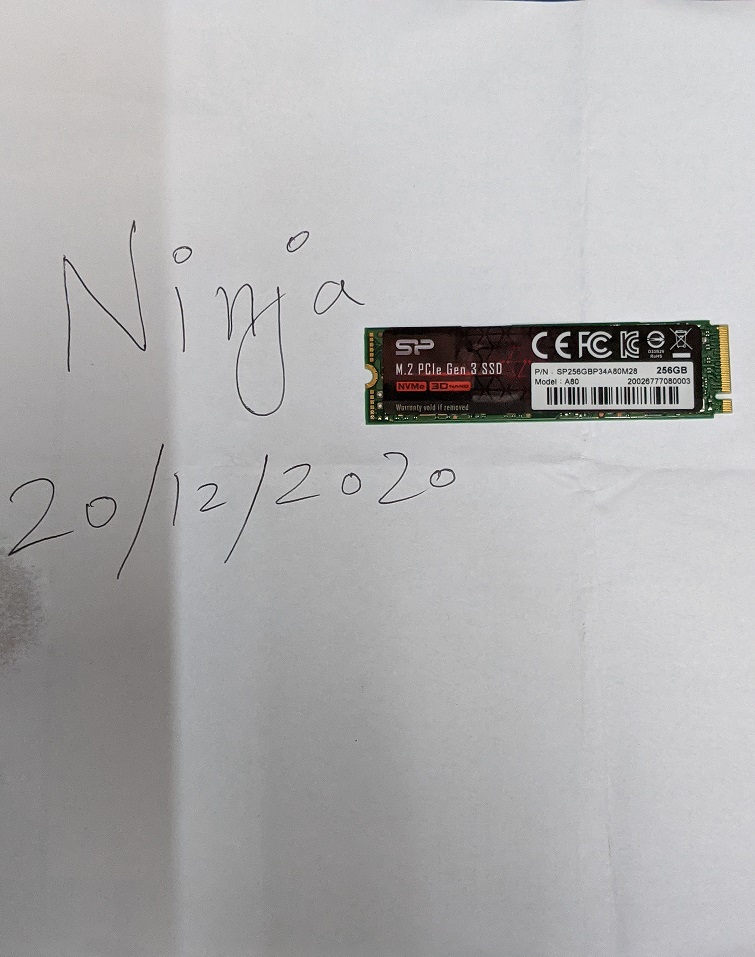 Ninja
20/12/2020
SP
M.2 PCIe Gen 3 SSD
NVMe 3D NAND
Warranty void if removed
CE FC
P/N : SP256GBP34A80M28 256GB
Model : A80 20026777080003